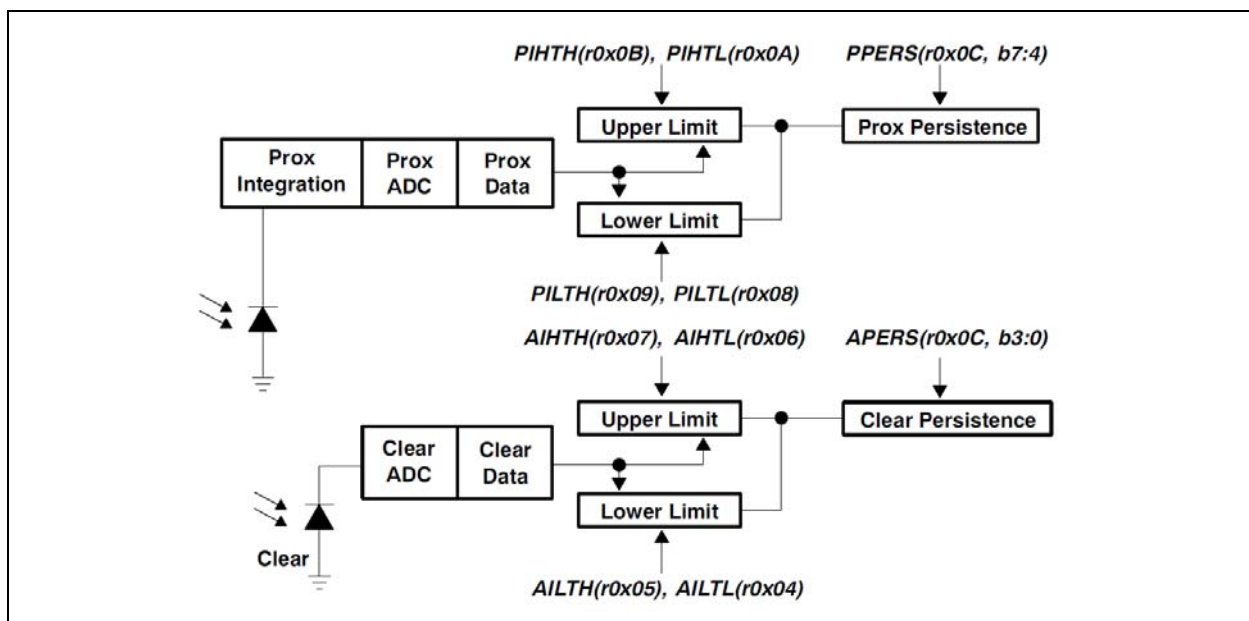 PIHTH(r0x0B), PIHTL(r0x0A)
PPERS(r0x0C, b7:4)
Upper Limit
Prox Persistence
Prox Integration
Prox ADC
Prox Data
Lower Limit
PILTH(r0x09), PILTL(r0x08)
AIHTH(r0x07), AIHTL(r0x06)
APERS(r0x0C, b3:0)
Upper Limit
Clear Persistence
Clear ADC
Clear Data
Lower Limit
Clear
AILTH(r0x05), AILTL(r0x04)